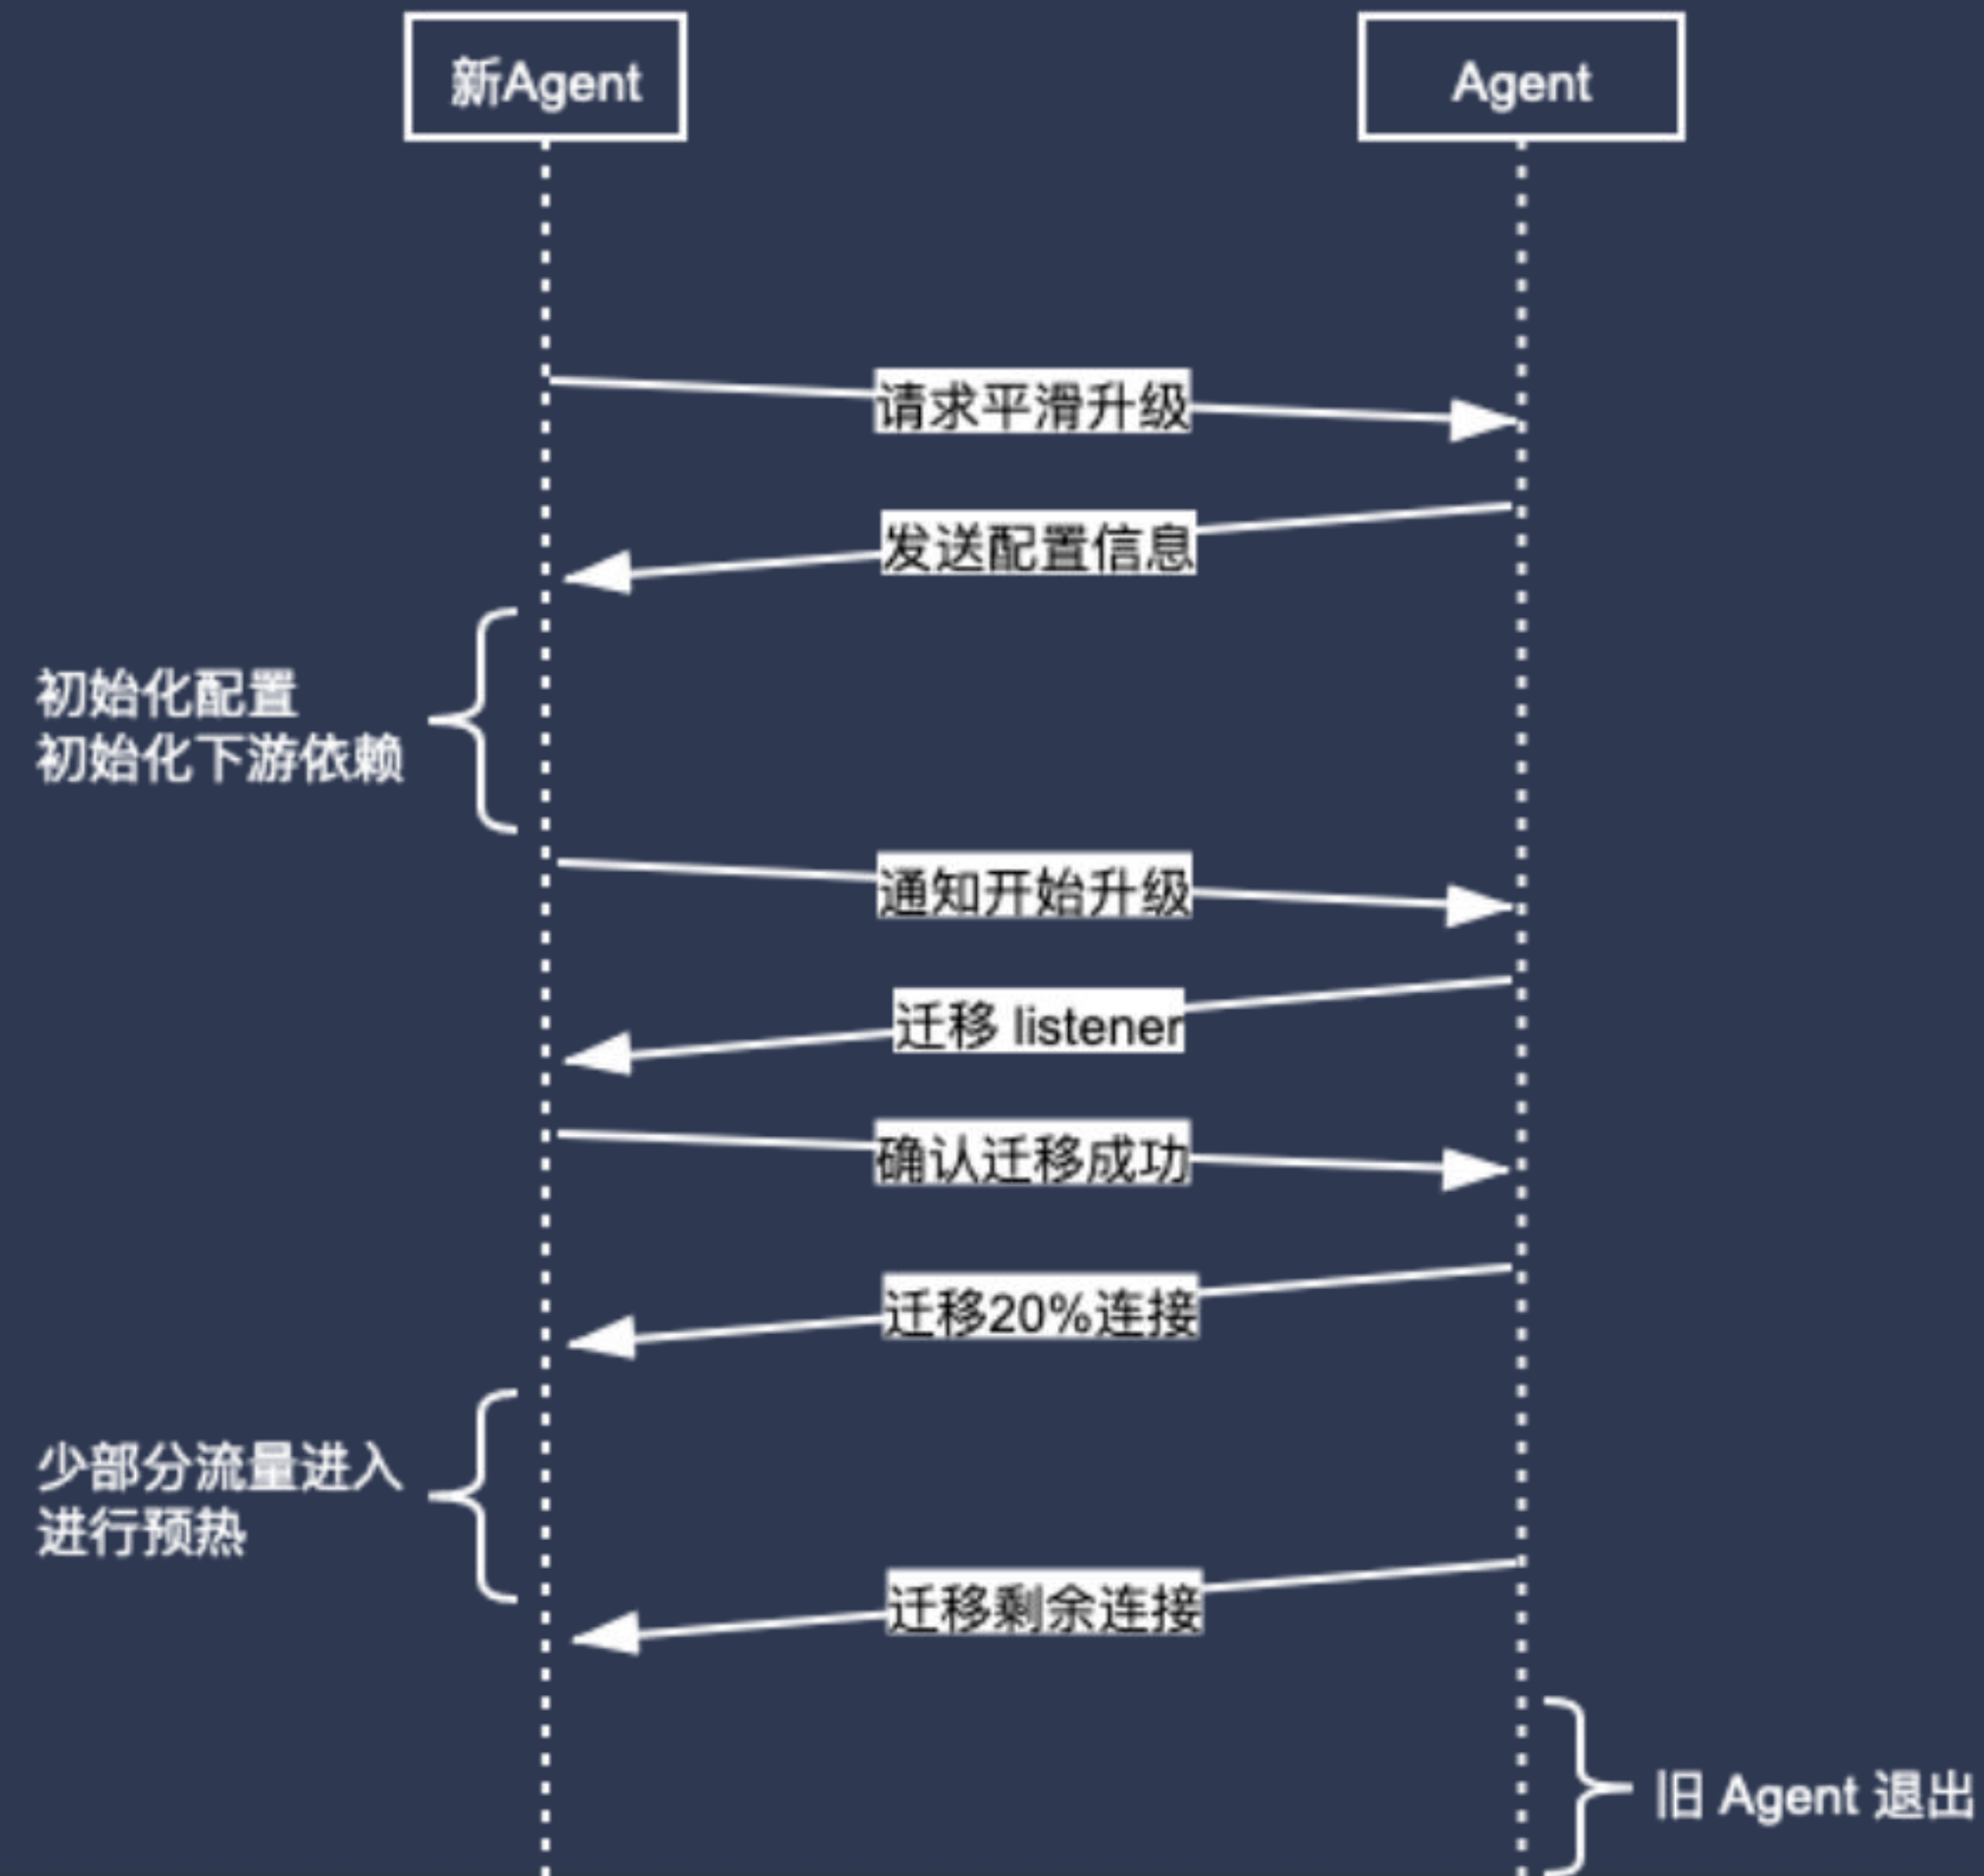 新Agent
Agent
请求平滑升级
发送配置信息
初始化配置
初始化下游依赖
通知开始升级
迁移 listener
确认迁移成功
迁移20%连接
少部分流量进入
进行预热
迁移剩余连接
旧 Agent 退出